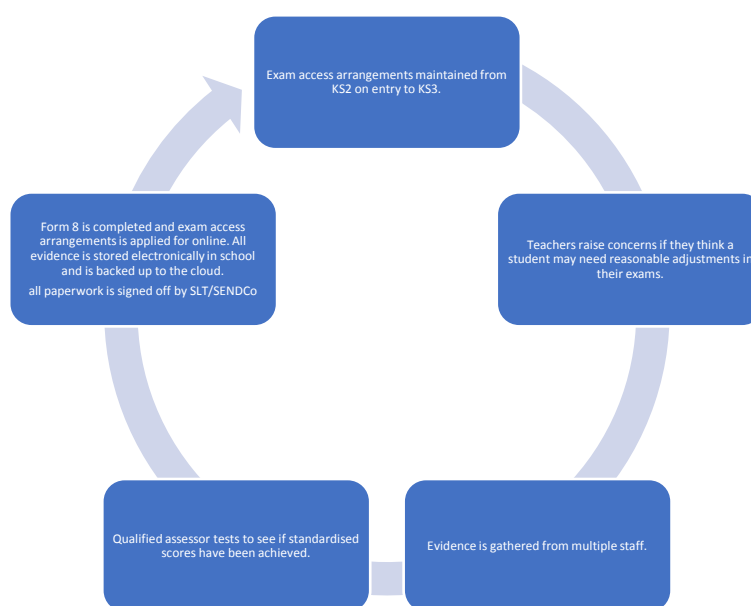 Exam access arrangements maintained from
KS2 on entry to KS3.
Teachers raise concerns if they think a
student may need reasonable adjustments in
their exams.
Evidence is gathered from multiple staff.
Qualified assessor tests to see if standardised
scores have been achieved.
Form 8 is completed and exam access
arrangements is applied for online. All
evidence is stored electronically in school
and is backed up to the cloud.
all paperwork is signed off by SLT/SENDCo